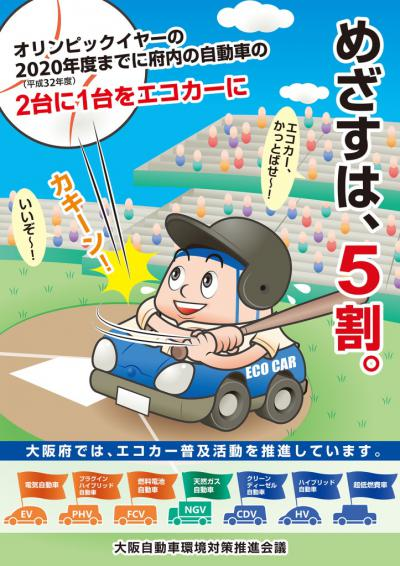 オリンピックイヤーの
2020年度までに府内の自動車の
(平成32年度)
2台に1台をエコカーに
めざすは、5割。
エコカー、
かっとばせ〜!
カキーン!
いいぞ〜!
ECO CAR
大阪府では、エコカー普及活動を推進しています。
電気自動車
EV
プラグイン
ハイブリッド
自動車
PHV
燃料電池
自動車
FCV
天然ガス
自動車
NGV
クリーン
ディーゼル
自動車
CDV
ハイブリッド
自動車
HV
超低燃費車
大阪自動車環境対策推進会議